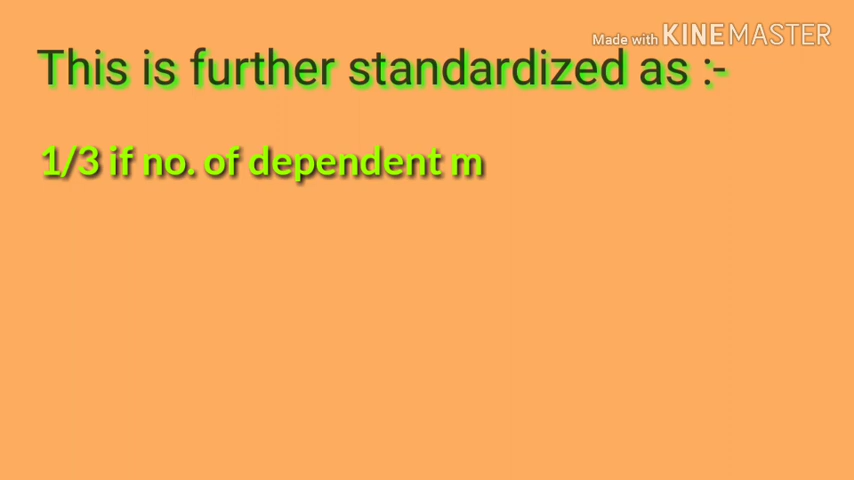 Made with KINEMASTER
This is further standardized as :-
1/3 if no. of dependent m